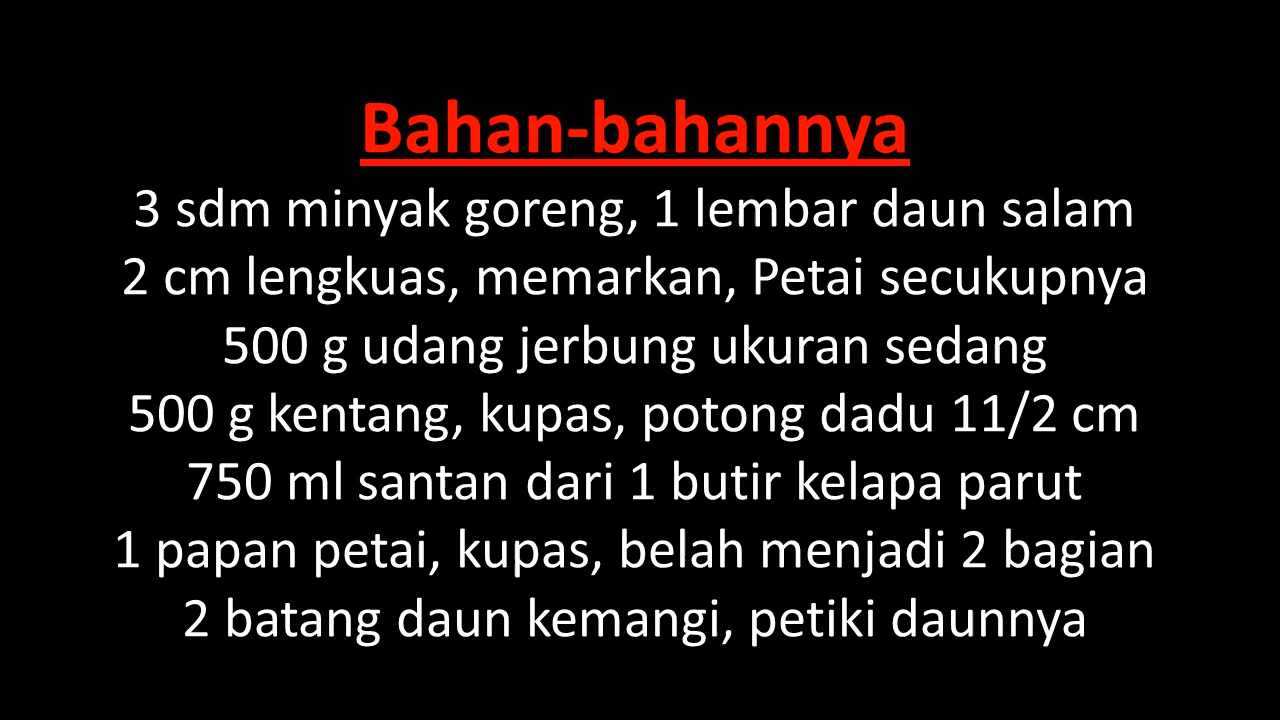 Bahan-bahannya
3 sdm minyak goreng, 1 lembar daun salam
2 cm lengkuas, memarkan, Petai secukupnya
500 g udang jerbung ukuran sedang
500 g kentang, kupas, potong dadu 11/2 cm
750 ml santan dari 1 butir kelapa parut
1 papan petai, kupas, belah menjadi 2 bagian
2 batang daun kemangi, petiki daunnya